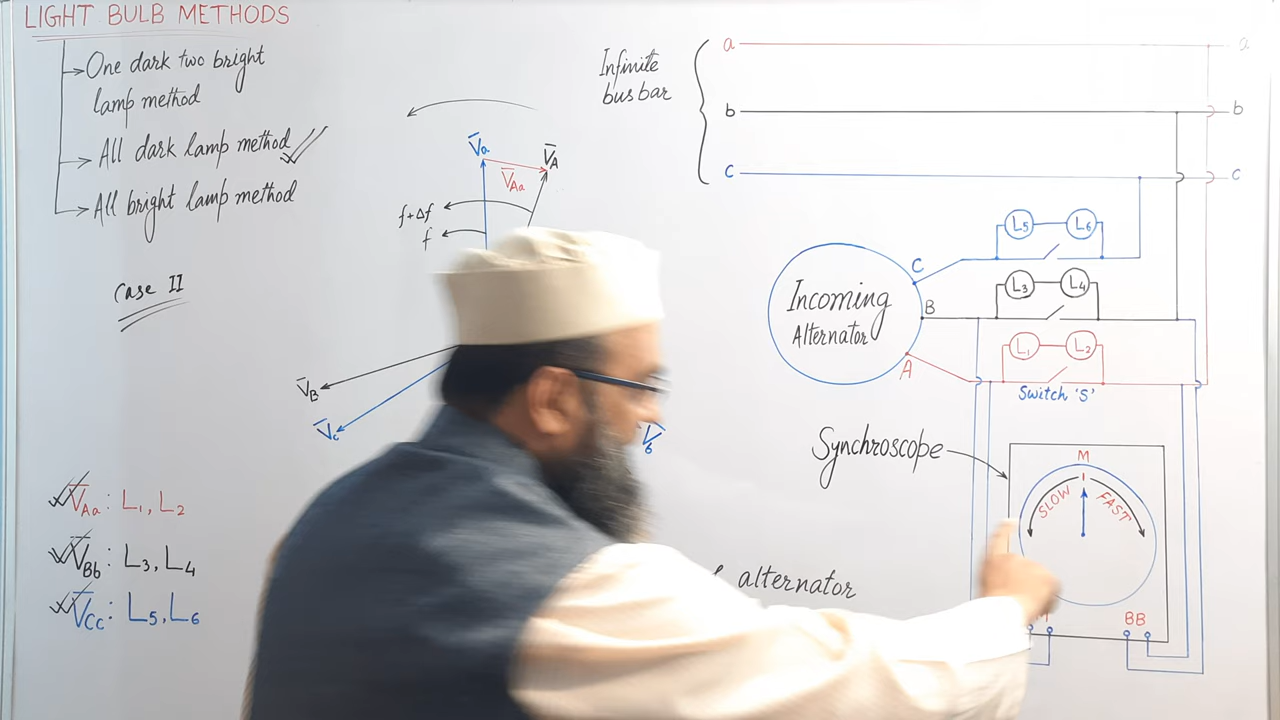 LIGHT BULB METHODS
One dark two bright
lamp method
All dark lamp method
All bright lamp method
Case II
V̅a
V̅A
V̅Aa
f+Δf
f
V̅B
V̅c
V̅Aa: L₁, L₂
V̅Bb: L₃, L₄
V̅Cc: L₅, L₆
Infinite
bus bar
a
a
b
b
c
c
L₅ L₆
C
L₃ L₄
B
Incoming
Alternator
L₁ L₂
A
Switch 'S'
Synchroscope
M
SLOW
FAST
alternator
BB